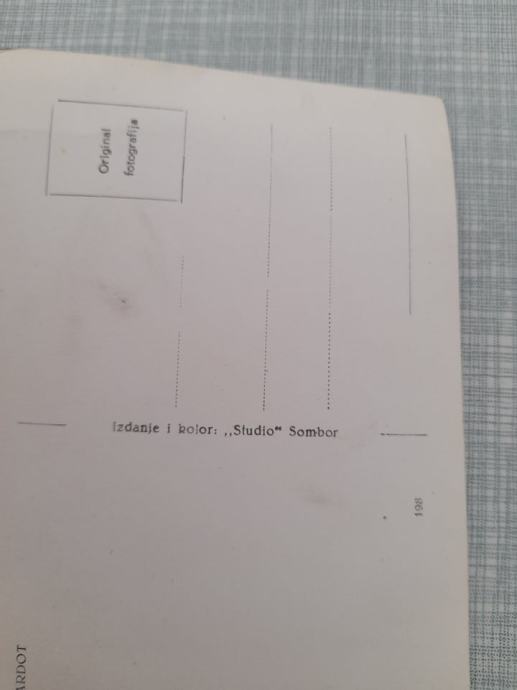 Original
fotografija
Izdanje i kolor: ,,Studio“ Sombor
198
ARDOT